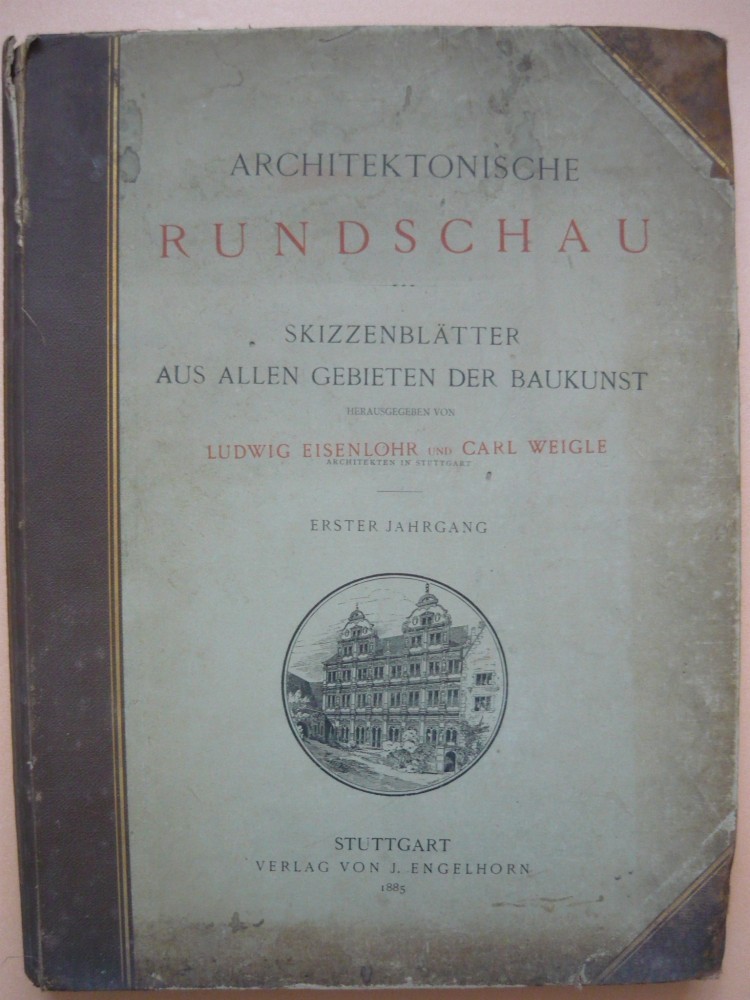 ARCHITEKTONISCHE
RUNDSCHAU
SKIZZENBLÄTTER
AUS ALLEN GEBIETEN DER BAUKUNST
HERAUSGEGEBEN VON
LUDWIG EISENLOHR UND CARL WEIGLE
ARCHITEKTEN IN STUTTGART
ERSTER JAHRGANG
STUTTGART
VERLAG VON J. ENGELHORN
1885